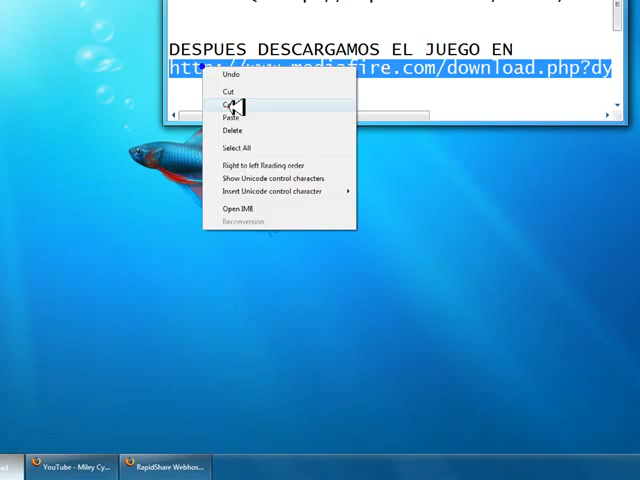 DESPUES DESCARGAMOS EL JUEGO EN
http://www.mediafire.com/download.php?dy
Undo
Cut
Paste
Delete
Select All
Right to left Reading order
Show Unicode control characters
Insert Unicode control character
Open IME
Reconversion
YouTube - Miley Cy...
RapidShare Webhos...